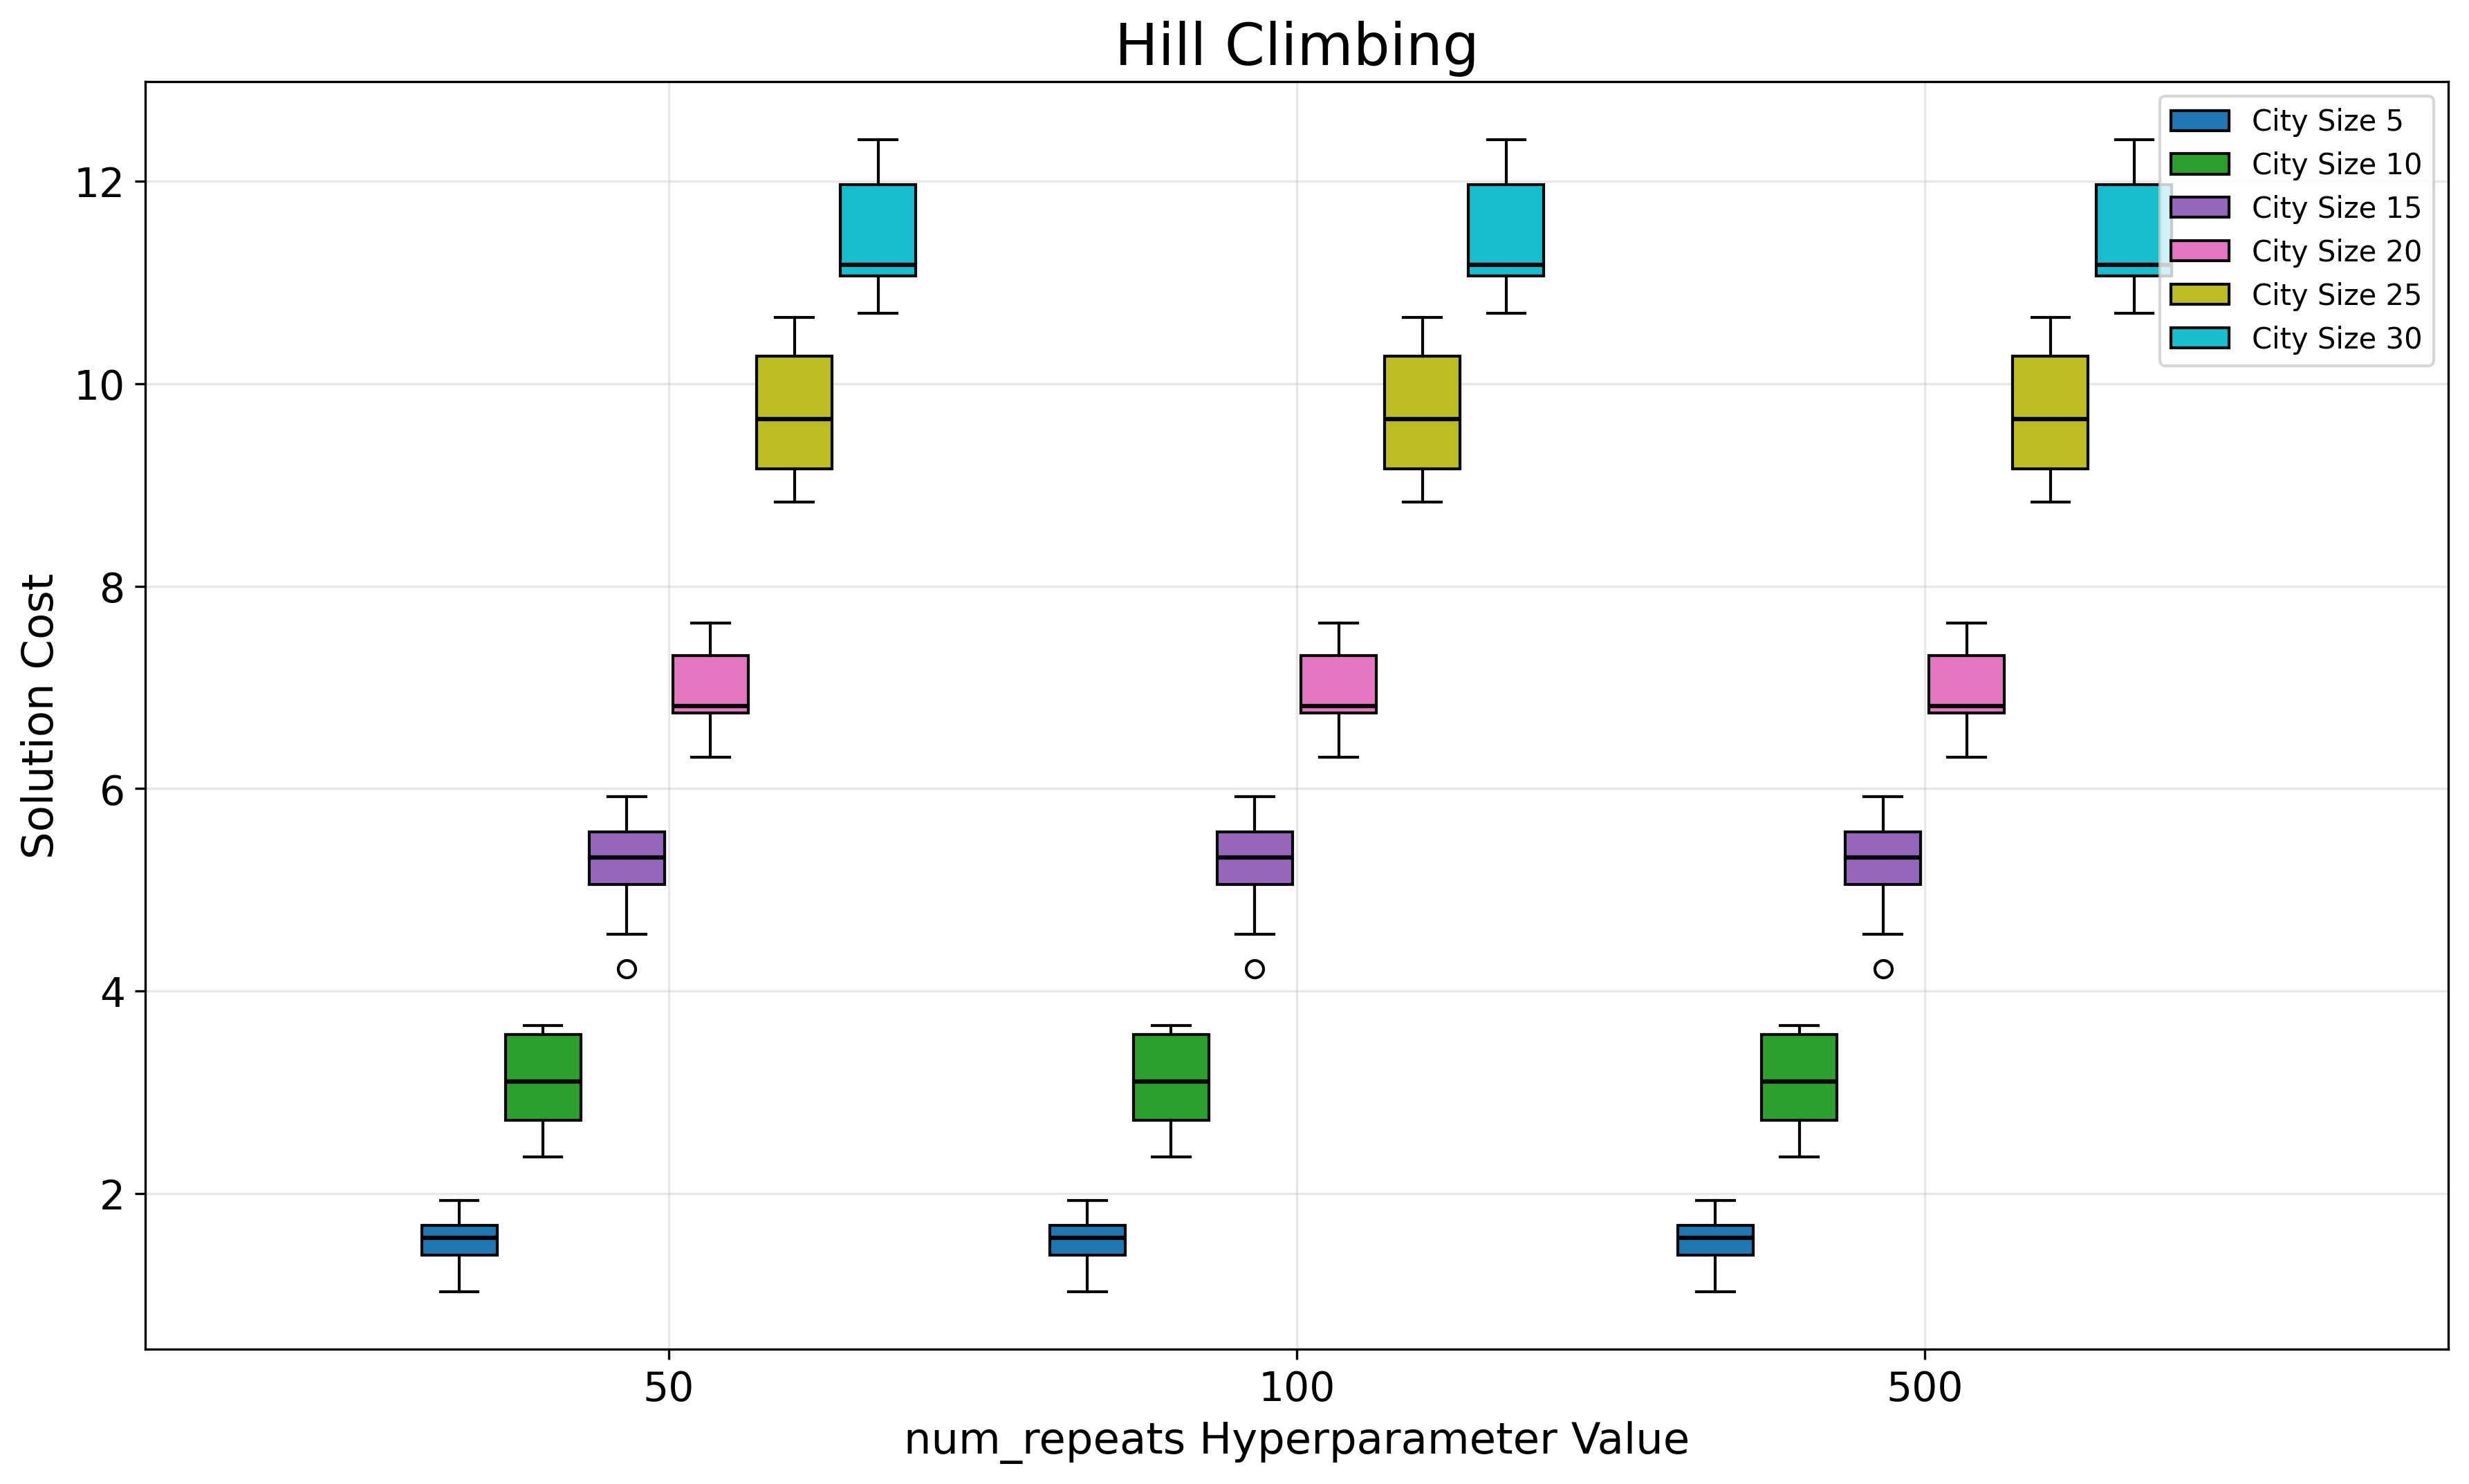 Hill Climbing
City Size 5
City Size 10
City Size 15
City Size 20
City Size 25
City Size 30
Solution Cost
12
10
8
6
4
2
50 100 500
num_repeats Hyperparameter Value